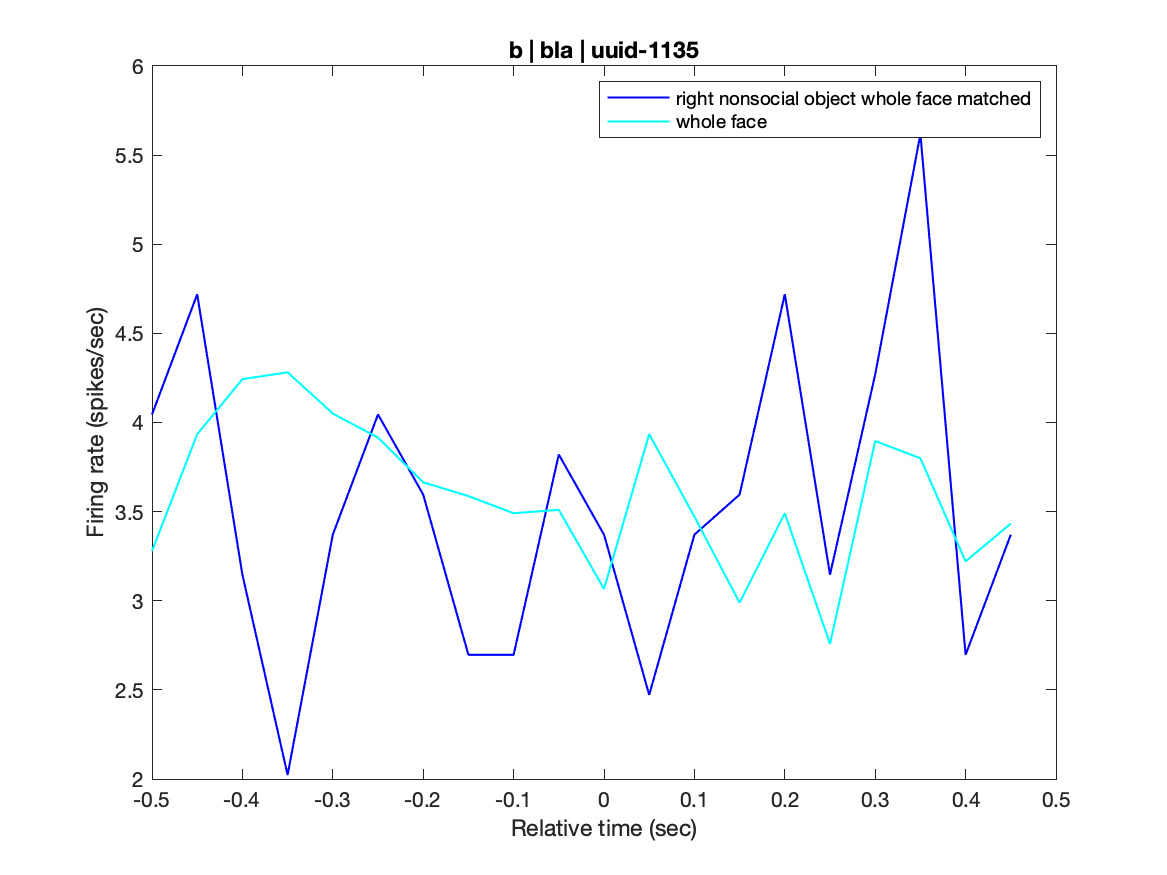 b | bla | uuid-1135
right nonsocial object whole face matched
whole face
Firing rate (spikes/sec)
6
5.5
5
4.5
4
3.5
3
2.5
2
-0.5 -0.4 -0.3 -0.2 -0.1 0 0.1 0.2 0.3 0.4 0.5
Relative time (sec)